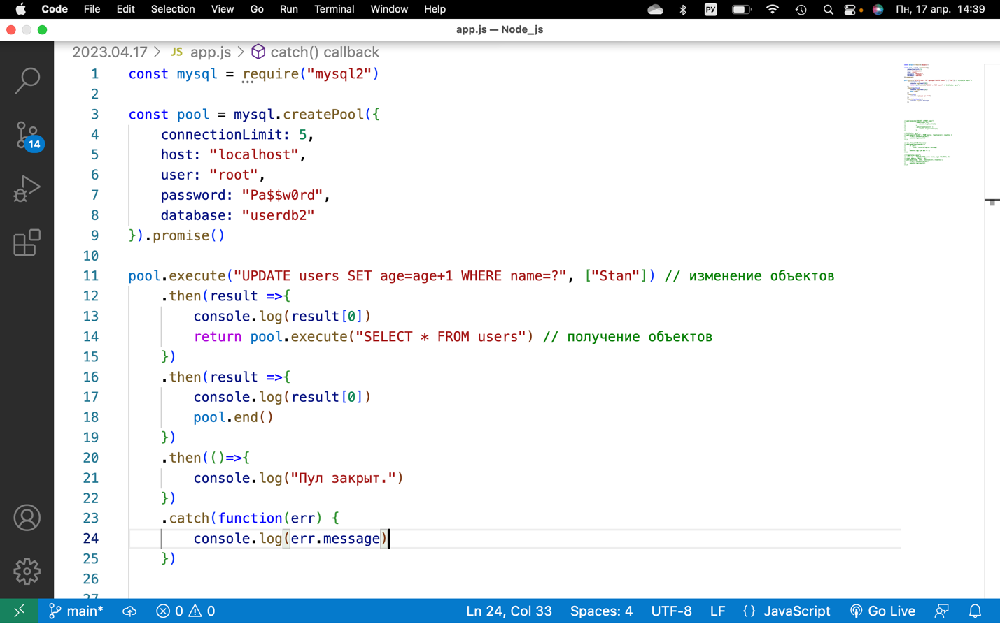 Code File Edit Selection View Go Run Terminal Window Help РУ Пн, 17 апр. 14:39
app.js — Node_js
2023.04.17 > JS app.js > catch() callback
14
1 const mysql = require("mysql2")
2
3 const pool = mysql.createPool({
4 connectionLimit: 5,
5 host: "localhost",
6 user: "root",
7 password: "Pa$$w0rd",
8 database: "userdb2"
9 }).promise()
10
11 pool.execute("UPDATE users SET age=age+1 WHERE name=?", ["Stan"]) // изменение объектов
12 .then(result =>{
13 console.log(result[0])
14 return pool.execute("SELECT * FROM users") // получение объектов
15 })
16 .then(result =>{
17 console.log(result[0])
18 pool.end()
19 })
20 .then(()=>{
21 console.log("Пул закрыт.")
22 })
23 .catch(function(err) {
24 console.log(err.message)
25 })
26
27
main* 0 0 Ln 24, Col 33 Spaces: 4 UTF-8 LF {} JavaScript Go Live